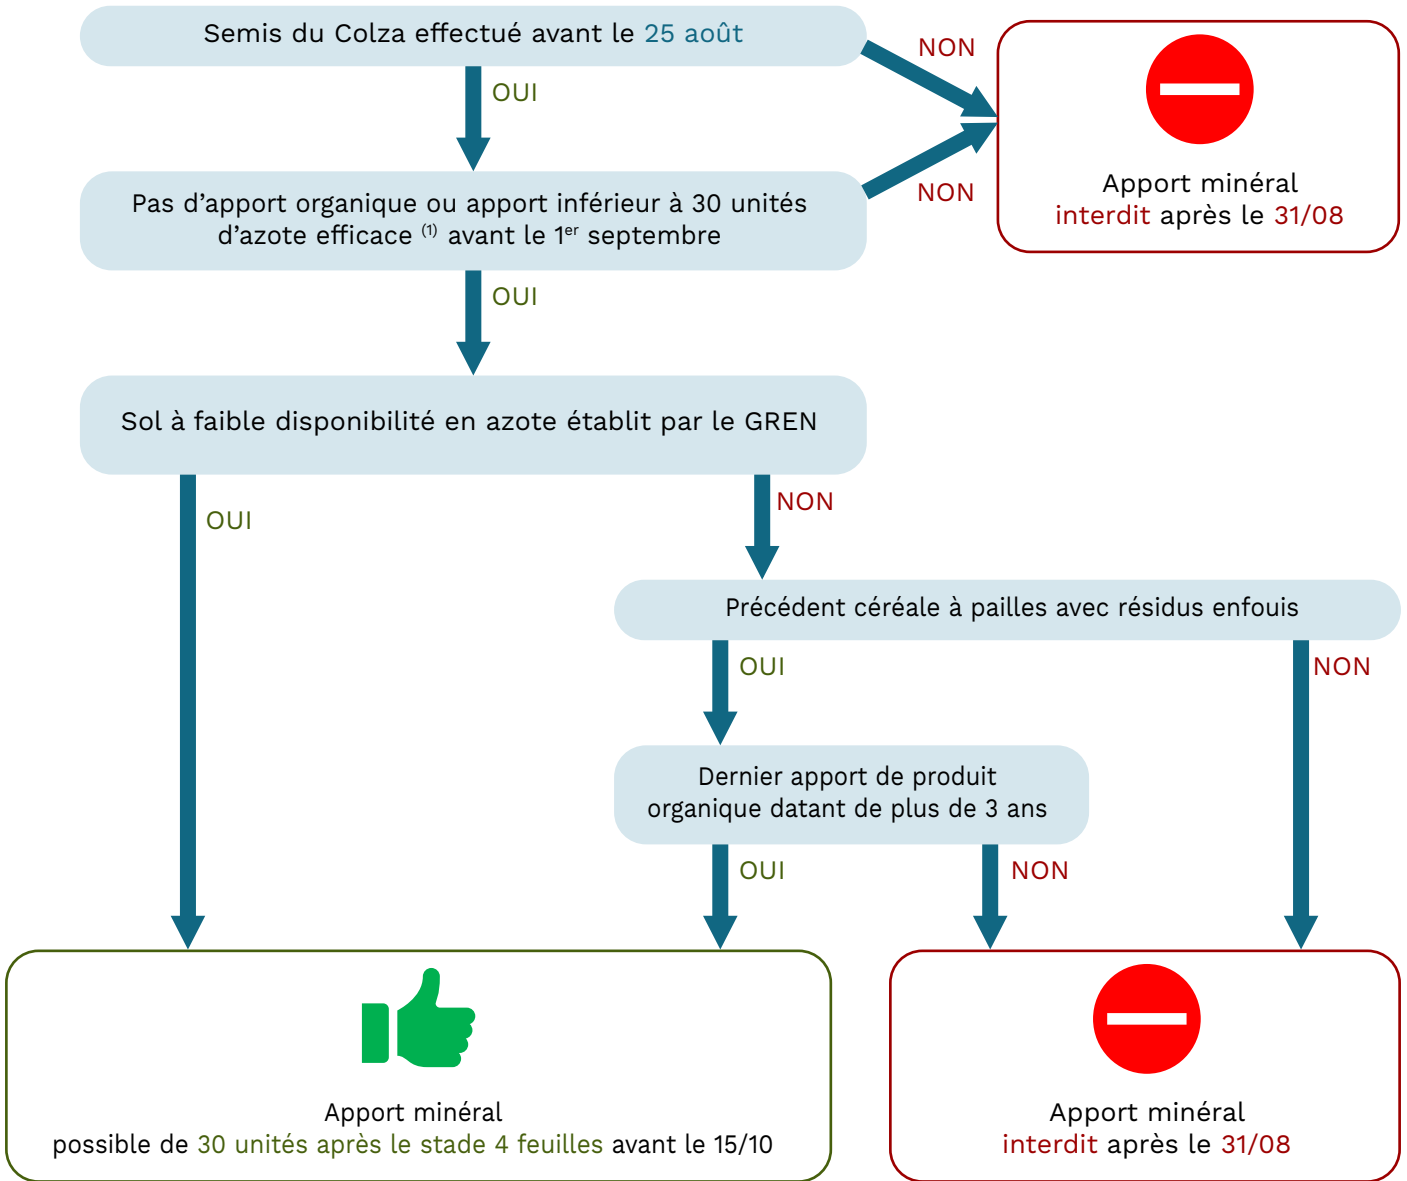 Semis du Colza effectué avant le 25 août
NON
OUI
Apport minéral
interdit après le 31/08
Pas d’apport organique ou apport inférieur à 30 unités
d’azote efficace (1) avant le 1er septembre
NON
OUI
Sol à faible disponibilité en azote établit par le GREN
OUI
NON
Précédent céréale à pailles avec résidus enfouis
OUI
NON
Dernier apport de produit
organique datant de plus de 3 ans
OUI
NON
Apport minéral
possible de 30 unités après le stade 4 feuilles avant le 15/10
Apport minéral
interdit après le 31/08